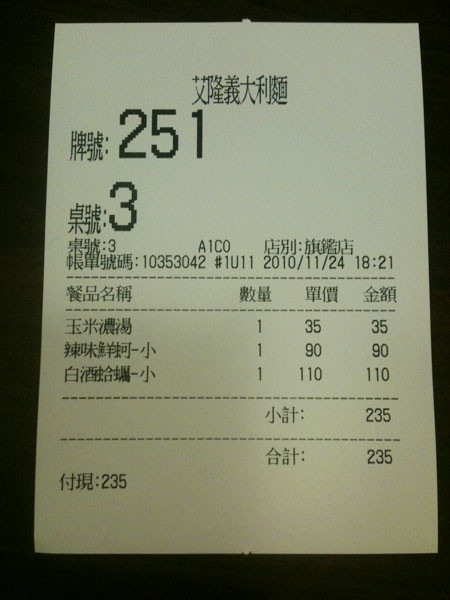 艾隆義大利麵
牌號:251
桌號:3
桌號:3 A1C0 店別:旗鑑店
帳單號碼:10353042 #1U11 2010/11/24 18:21
餐品名稱 數量 單價 金額
玉米濃湯 1 35 35
辣味鮮蚵-小 1 90 90
白酒蛤蠣-小 1 110 110
小計: 235
合計: 235
付現:235